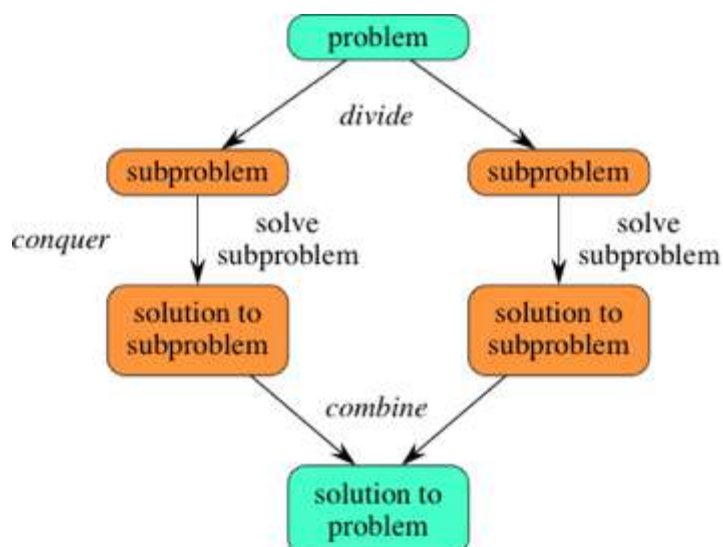 problem
divide
subproblem
subproblem
conquer
solve
subproblem
solve
subproblem
solution to
subproblem
solution to
subproblem
combine
solution to
problem